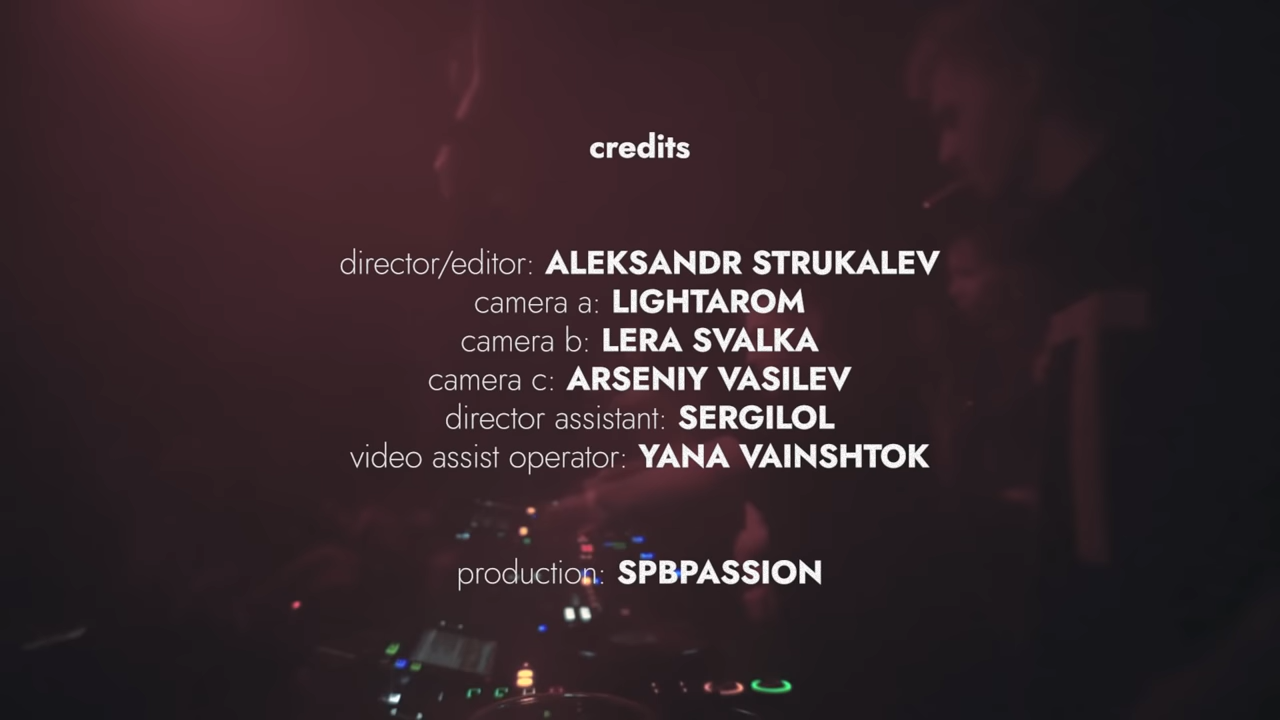 credits
director/editor: ALEKSANDR STRUKALEV
camera a: LIGHTAROM
camera b: LERA SVALKA
camera c: ARSENIY VASILEV
director assistant: SERGILOL
video assist operator: YANA VAINSHTOK
production: SPBPASSION